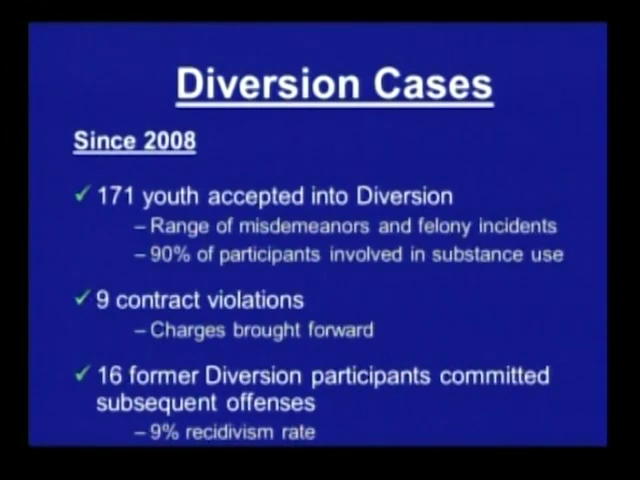 Diversion Cases
Since 2008
✓ 171 youth accepted into Diversion
– Range of misdemeanors and felony incidents
– 90% of participants involved in substance use
✓ 9 contract violations
– Charges brought forward
✓ 16 former Diversion participants committed
subsequent offenses
– 9% recidivism rate